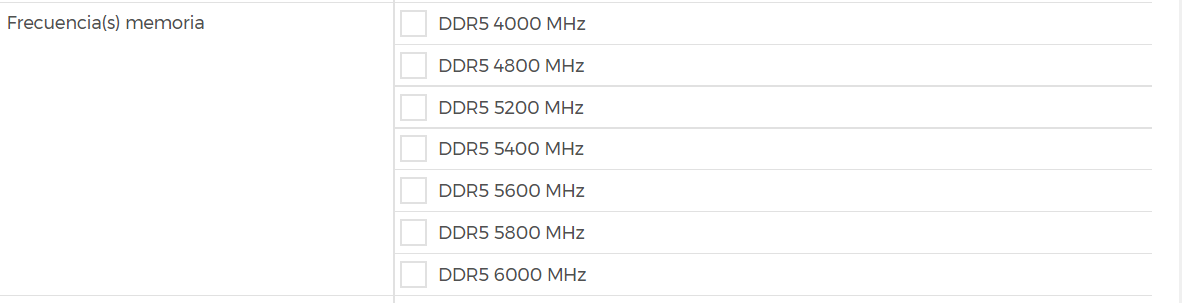 Frecuencia(s) memoria
DDR5 4000 MHz
DDR5 4800 MHz
DDR5 5200 MHz
DDR5 5400 MHz
DDR5 5600 MHz
DDR5 5800 MHz
DDR5 6000 MHz